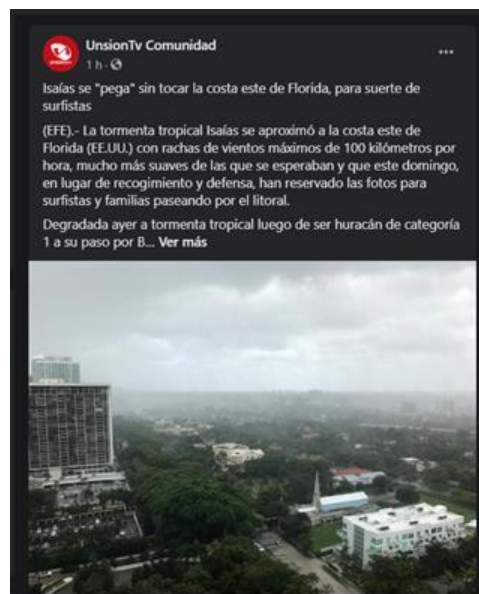 UnsionTv Comunidad
1 h ·
Isaías se "pega" sin tocar la costa este de Florida, para suerte de
surfistas
(EFE).- La tormenta tropical Isaías se aproximó a la costa este de
Florida (EE.UU.) con rachas de vientos máximos de 100 kilómetros por
hora, mucho más suaves de las que se esperaban y que este domingo,
en lugar de recogimiento y defensa, han reservado las fotos para
surfistas y familias paseando por el litoral.
Degradada ayer a tormenta tropical luego de ser huracán de categoría
1 a su paso por B... Ver más